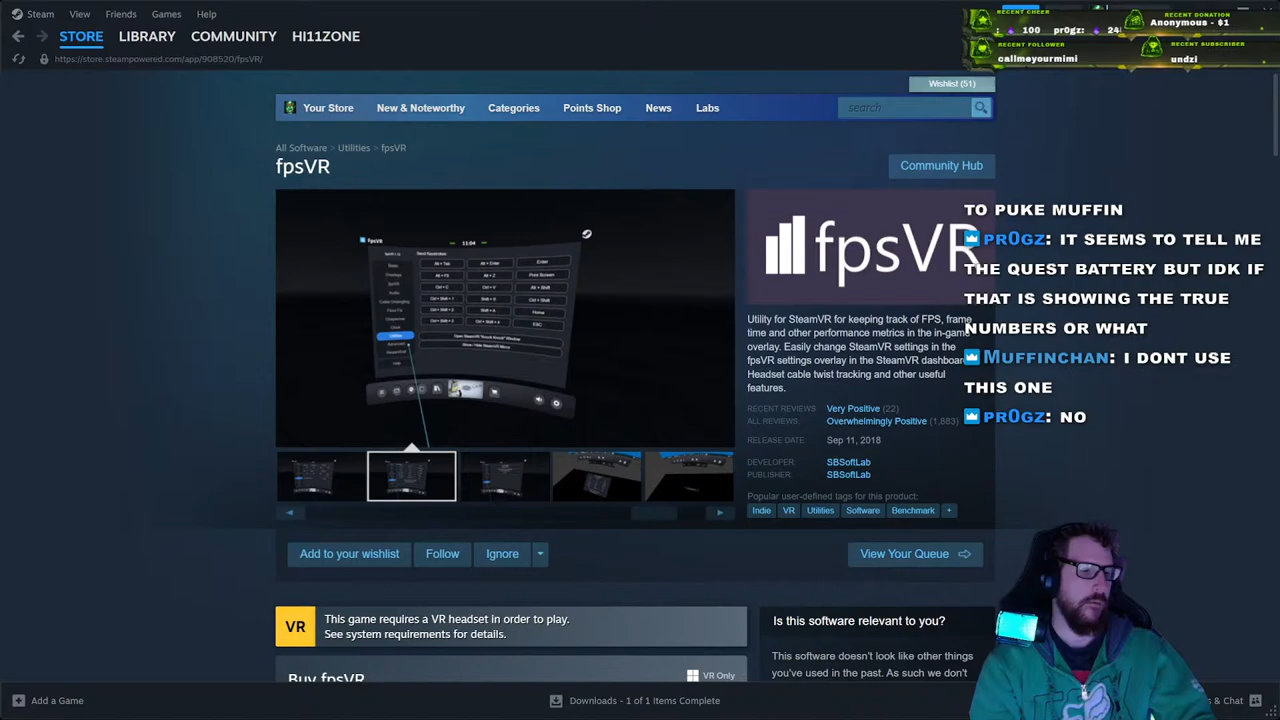 Steam View Friends Games Help
STORE LIBRARY COMMUNITY HI11ZONE
https://store.steampowered.com/app/908520/fpsVR/
RECENT CHEER
: 100 pr0gz: 24
RECENT DONATION
Anonymous - $1
RECENT FOLLOWER
callmeyourmimi
RECENT SUBSCRIBER
undzi
Wishlist (51)
Your Store New & Noteworthy Categories Points Shop News Labs search
All Software > Utilities > fpsVR
fpsVR
Community Hub
fpsVR
11:04
fpsVR
Utility for SteamVR for keeping track of FPS, frame
time and other performance metrics in the in-game
overlay. Easily change SteamVR settings in the
fpsVR settings overlay in the SteamVR dashboard
Headset cable twist tracking and other useful
features.
RECENT REVIEWS: Very Positive (22)
ALL REVIEWS: Overwhelmingly Positive (1,883)
RELEASE DATE: Sep 11, 2018
DEVELOPER: SBSoftLab
PUBLISHER: SBSoftLab
Popular user-defined tags for this product:
Indie VR Utilities Software Benchmark +
TO PUKE MUFFIN
PR0GZ: IT SEEMS TO TELL ME
THE QUEST BATTERY BUT IDK IF
THAT IS SHOWING THE TRUE
NUMBERS OR WHAT
MUFFINCHAN: I DONT USE
THIS ONE
PR0GZ: NO
Add to your wishlist Follow Ignore View Your Queue
VR
This game requires a VR headset in order to play.
See system requirements for details.
Is this software relevant to you?
This software doesn't look like other things
you've used in the past. As such we don't
Buy fpsVR
VR Only
Add a Game
Downloads - 1 of 1 Items Complete
s & Chat